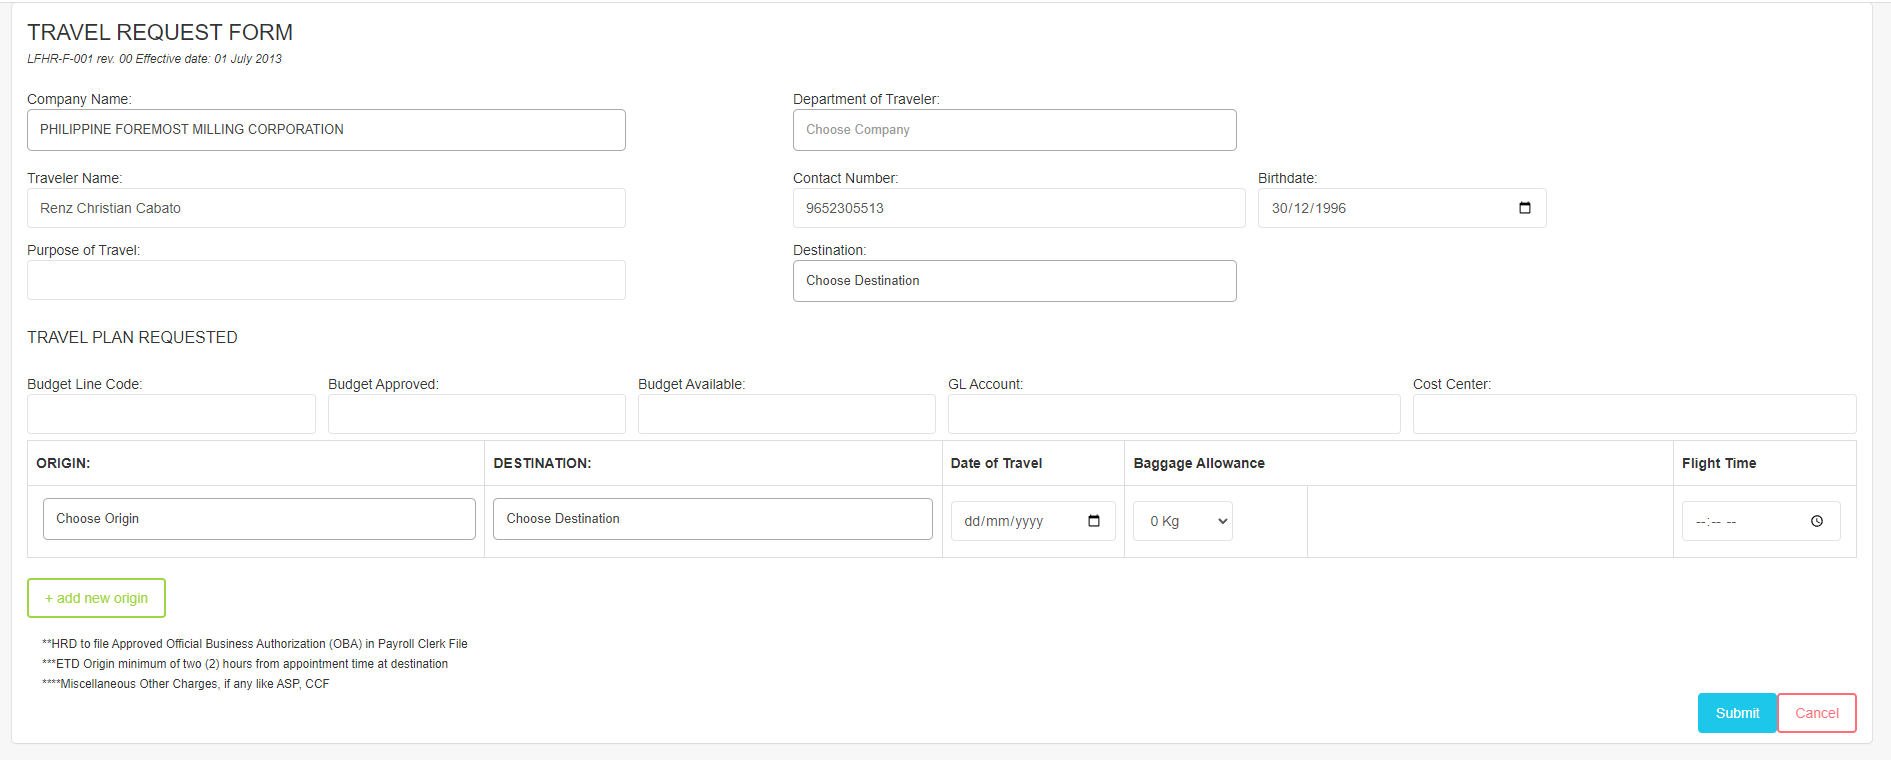 TRAVEL REQUEST FORM
LFHR-F-001 rev. 00 Effective date: 01 July 2013
Company Name: Department of Traveler:
PHILIPPINE FOREMOST MILLING CORPORATION Choose Company
Traveler Name: Contact Number: Birthdate:
Renz Christian Cabato 9652305513 30/12/1996
Purpose of Travel: Destination:
Choose Destination
TRAVEL PLAN REQUESTED
Budget Line Code: Budget Approved: Budget Available: GL Account: Cost Center:
ORIGIN: DESTINATION: Date of Travel Baggage Allowance Flight Time
Choose Origin Choose Destination dd/mm/yyyy 0 Kg --:-- --
+ add new origin
**HRD to file Approved Official Business Authorization (OBA) in Payroll Clerk File
***ETD Origin minimum of two (2) hours from appointment time at destination
****Miscellaneous Other Charges, if any like ASP, CCF
Submit Cancel